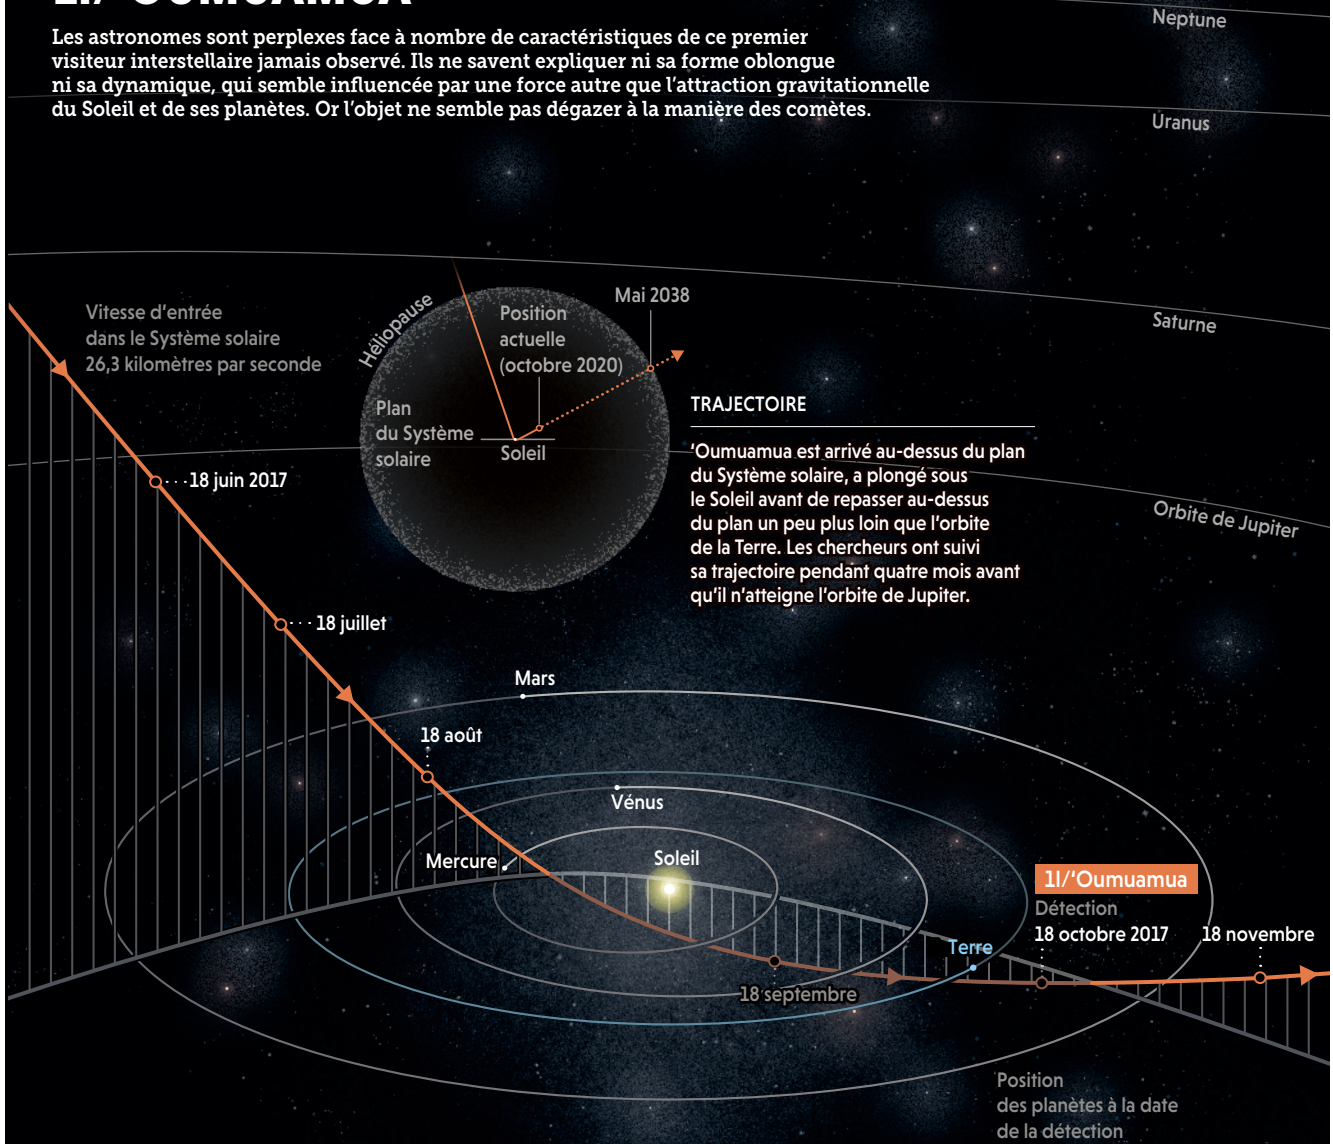 1I/‘OUMUAMUA
Les astronomes sont perplexes face à nombre de caractéristiques de ce premier
visiteur interstellaire jamais observé. Ils ne savent expliquer ni sa forme oblongue
ni sa dynamique, qui semble influencée par une force autre que l’attraction gravitationnelle
du Soleil et de ses planètes. Or l’objet ne semble pas dégazer à la manière des comètes.
Neptune
Uranus
Saturne
Orbite de Jupiter
Vitesse d’entrée
dans le Système solaire
26,3 kilomètres par seconde
Héliopause
Position
actuelle
(octobre 2020)
Mai 2038
Plan
du Système
solaire
Soleil
TRAJECTOIRE
‘Oumuamua est arrivé au-dessus du plan
du Système solaire, a plongé sous
le Soleil avant de repasser au-dessus
du plan un peu plus loin que l’orbite
de la Terre. Les chercheurs ont suivi
sa trajectoire pendant quatre mois avant
qu’il n’atteigne l’orbite de Jupiter.
18 juin 2017
18 juillet
18 août
Mars
Vénus
Mercure
Soleil
1I/‘Oumuamua
Détection
18 octobre 2017
18 novembre
Terre
18 septembre
Position
des planètes à la date
de la détection